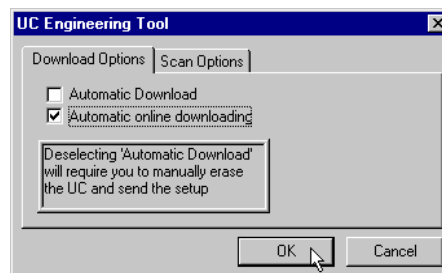 UC Engineering Tool
Download Options Scan Options
Automatic Download
Automatic online downloading
Deselecting 'Automatic Download'
will require you to manually erase
the UC and send the setup
OK Cancel